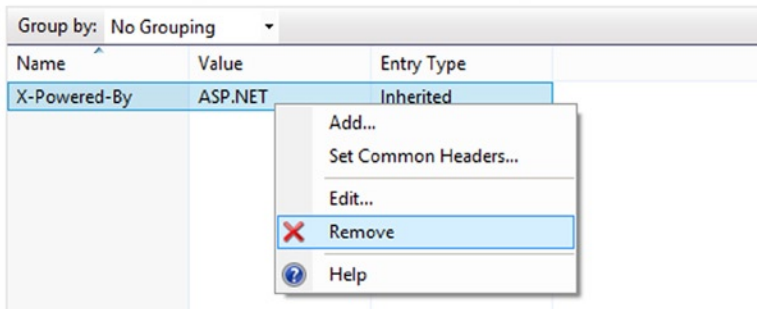 Group by: No Grouping
Name Value Entry Type
X-Powered-By ASP.NET Inherited
Add...
Set Common Headers...
Edit...
Remove
Help